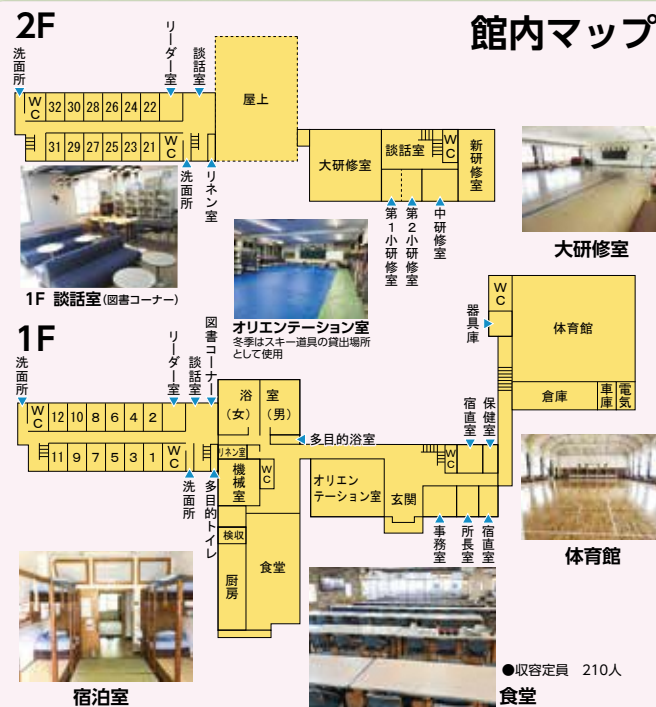 館内マップ
2F
洗面所
リーダー室
談話室
WC
32 30 28 26 24 22
31 29 27 25 23 21
WC
洗面所
リネン室
屋上
大研修室
談話室
WC
新研修室
第1小研修室
第2小研修室
中研修室
大研修室
1F 談話室(図書コーナー)
オリエンテーション室
冬季はスキー道具の貸出場所
として使用
1F
洗面所
リーダー室
談話室
図書コーナー
WC
12 10 8 6 4 2
11 9 7 5 3 1
WC
洗面所
多目的トイレ
浴室
(女)(男)
多目的浴室
リネン室
機械室
WC
検収
厨房
食堂
オリエン
テーション室
玄関
WC
宿直室
保健室
事務室
所長室
宿直室
器具庫
WC
体育館
倉庫
車庫
電気
体育館
宿泊室
●収容定員 210人
食堂